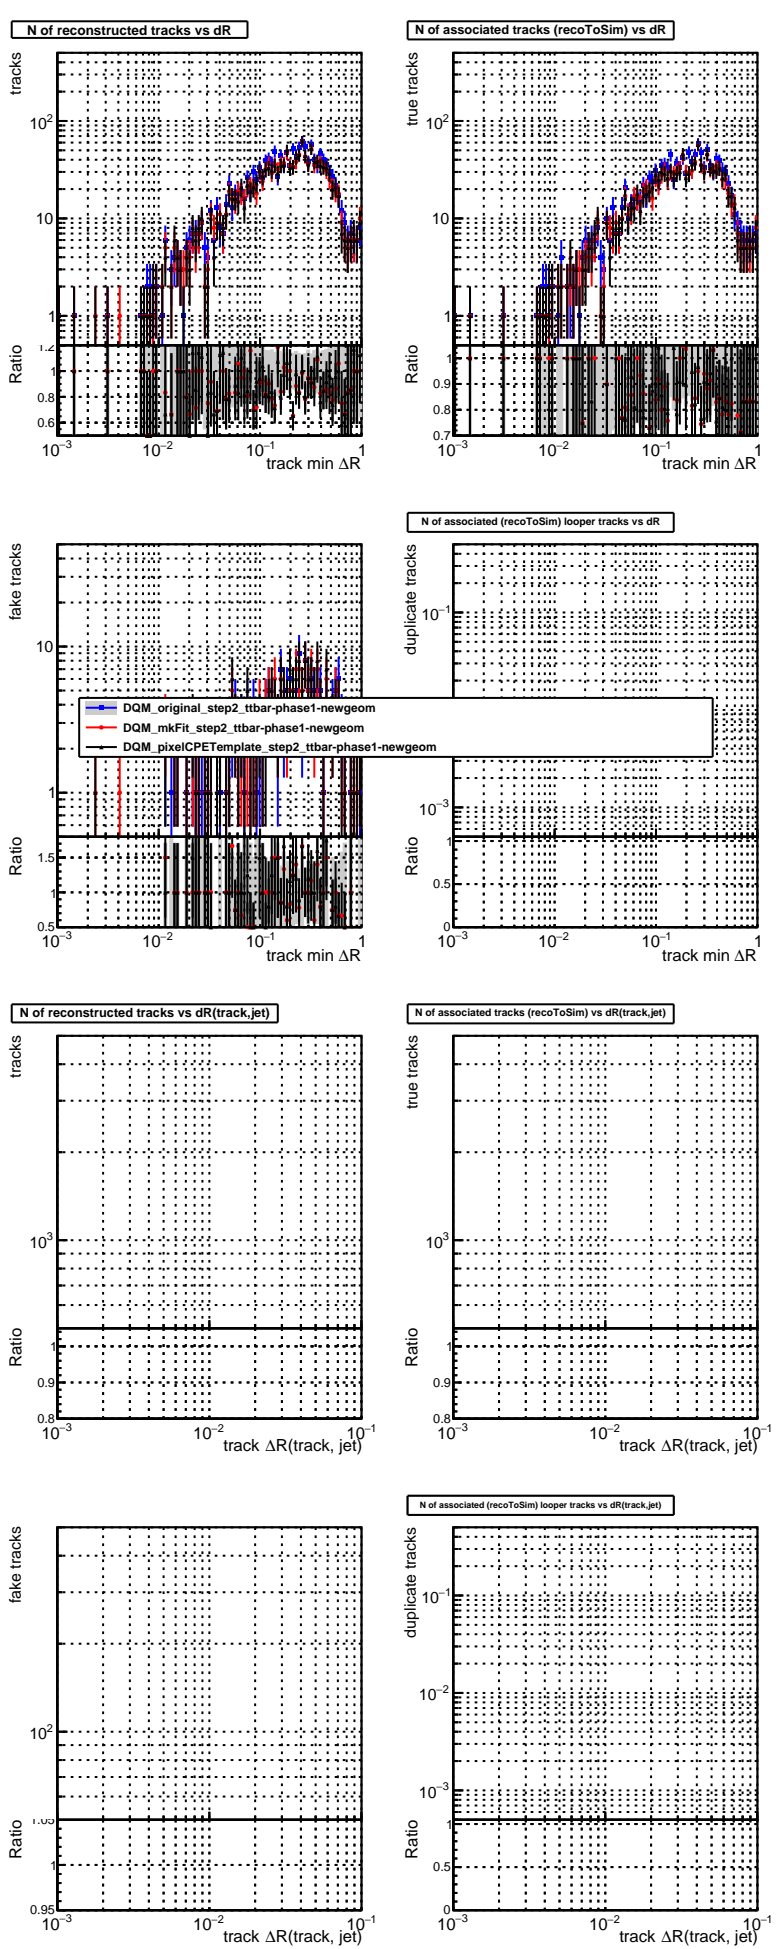 N of reconstructed tracks vs dR
tracks
10²
10
1
Ratio
1.2
1
0.8
0.6
10⁻³ 10⁻² 10⁻¹ 1
track min ΔR
N of associated tracks (recoToSim) vs dR
true tracks
10²
10
1
Ratio
1
0.9
0.8
0.7
10⁻³ 10⁻² 10⁻¹ 1
track min ΔR
fake tracks
10
1
Ratio
1.5
1
0.5
10⁻³ 10⁻² 10⁻¹ 1
track min ΔR
N of associated (recoToSim) looper tracks vs dR
duplicate tracks
10⁻¹
10⁻³
Ratio
1
0.5
0
10⁻³ 10⁻² 10⁻¹ 1
track min ΔR
DQM_original_step2_ttbar-phase1-newgeom
DQM_mkFit_step2_ttbar-phase1-newgeom
DQM_pixelCPETemplate_step2_ttbar-phase1-newgeom
N of reconstructed tracks vs dR(track,jet)
tracks
10³
Ratio
1
0.9
0.8
10⁻³ 10⁻² 10⁻¹
track ΔR(track, jet)
N of associated tracks (recoToSim) vs dR(track,jet)
true tracks
10³
Ratio
1
0.9
0.8
10⁻³ 10⁻² 10⁻¹
track ΔR(track, jet)
fake tracks
10²
Ratio
1.05
1
0.95
10⁻³ 10⁻² 10⁻¹
track ΔR(track, jet)
N of associated (recoToSim) looper tracks vs dR(track,jet)
duplicate tracks
10⁻¹
10⁻²
10⁻³
Ratio
1
0.5
0
10⁻³ 10⁻² 10⁻¹
track ΔR(track, jet)